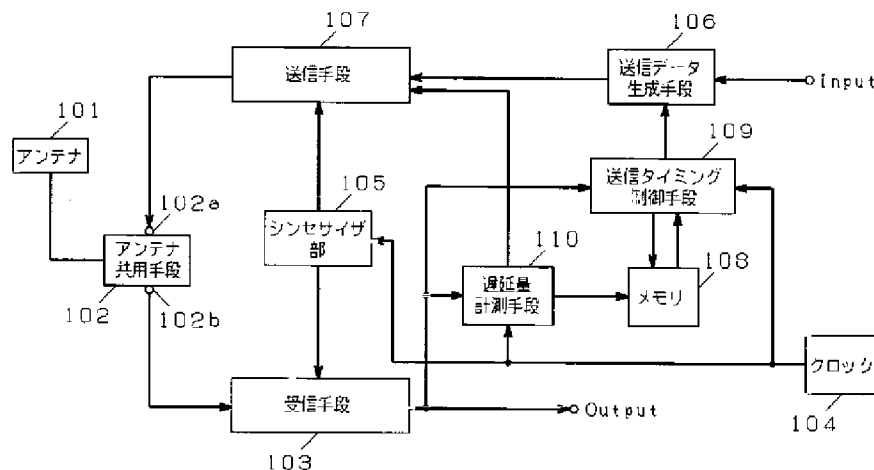 107
送信手段
106
送信データ
生成手段
Input
101
アンテナ
109
送信タイミング
制御手段
105
102a
シンセサイザ
部
110
108
アンテナ
共用手段
遅延量
計測手段
メモリ
102
102b
クロック
受信手段
Output
104
103